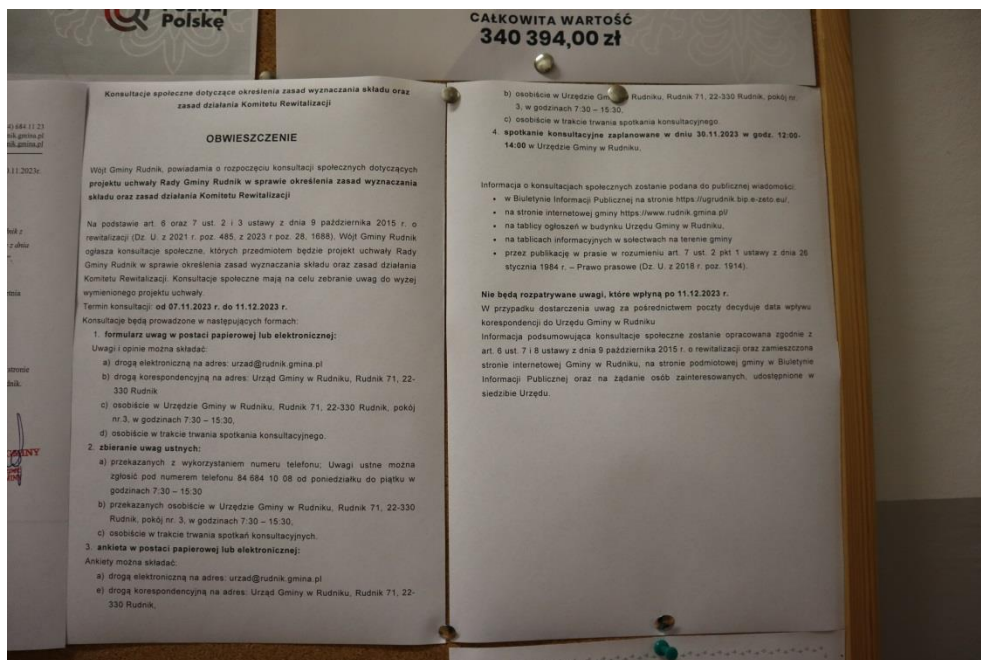 Polskę
CAŁKOWITA WARTOŚĆ
340 394,00 zł
4) 684 11 23
nik.gmina.pl
nik.gmina.pl
.11.2023r.
z dnia
Konsultacje społeczne dotyczące określenia zasad wyznaczania składu oraz
zasad działania Komitetu Rewitalizacji
OBWIESZCZENIE
Wójt Gminy Rudnik, powiadamia o rozpoczęciu konsultacji społecznych dotyczących
projektu uchwały Rady Gminy Rudnik w sprawie określenia zasad wyznaczania
składu oraz zasad działania Komitetu Rewitalizacji
Na podstawie art. 6 oraz 7 ust. 2 i 3 ustawy z dnia 9 października 2015 r. o
rewitalizacji (Dz. U. z 2021 r. poz. 485, z 2023 r poz. 28, 1688), Wójt Gminy Rudnik
ogłasza konsultacje społeczne, których przedmiotem będzie projekt uchwały Rady
Gminy Rudnik w sprawie określenia zasad wyznaczania składu oraz zasad działania
Komitetu Rewitalizacji. Konsultacje społeczne mają na celu zebranie uwag do wyżej
wymienionego projektu uchwały.
Termin konsultacji: od 07.11.2023 r. do 11.12.2023 r.
Konsultacje będą prowadzone w następujących formach:
1. formularz uwag w postaci papierowej lub elektronicznej:
Uwagi i opinie można składać:
a) drogą elektroniczną na adres: urzad@rudnik.gmina.pl
b) drogą korespondencyjną na adres: Urząd Gminy w Rudniku, Rudnik 71, 22-
330 Rudnik
c) osobiście w Urzędzie Gminy w Rudniku, Rudnik 71, 22-330 Rudnik, pokój
nr.3, w godzinach 7:30 – 15:30,
d) osobiście w trakcie trwania spotkania konsultacyjnego.
2. zbieranie uwag ustnych:
a) przekazanych z wykorzystaniem numeru telefonu; Uwagi ustne można
zgłosić pod numerem telefonu 84 684 10 08 od poniedziałku do piątku w
godzinach 7:30 – 15:30
b) przekazanych osobiście w Urzędzie Gminy w Rudniku, Rudnik 71, 22-330
Rudnik, pokój nr. 3, w godzinach 7:30 – 15:30,
c) osobiście w trakcie trwania spotkań konsultacyjnych.
3. ankieta w postaci papierowej lub elektronicznej:
Ankiety można składać:
a) drogą elektroniczną na adres: urzad@rudnik.gmina.pl
e) drogą korespondencyjną na adres: Urząd Gminy w Rudniku, Rudnik 71, 22-
330 Rudnik,
b) osobiście w Urzędzie Rudniku, Rudnik 71, 22-330 Rudnik, pokój nr.
3, w godzinach 7:30 – 15:30,
c) osobiście w trakcie trwania spotkania konsultacyjnego.
4. spotkanie konsultacyjne zaplanowane w dniu 30.11.2023 w godz. 12:00-
14:00 w Urzędzie Gminy w Rudniku,
Informacja o konsultacjach społecznych zostanie podana do publicznej wiadomości:
• w Biuletynie Informacji Publicznej na stronie https://ugrudnik.bip.e-zeto.eu/,
• na stronie internetowej gminy https://www.rudnik.gmina.pl/
• na tablicy ogłoszeń w budynku Urzędu Gminy w Rudniku,
• na tablicach informacyjnych w sołectwach na terenie gminy
• przez publikację w prasie w rozumieniu art. 7 ust. 2 pkt 1 ustawy z dnia 26
stycznia 1984 r. – Prawo prasowe (Dz. U. z 2018 r. poz. 1914).
Nie będą rozpatrywane uwagi, które wpłyną po 11.12.2023 r.
W przypadku dostarczenia uwag za pośrednictwem poczty decyduje data wpływu
korespondencji do Urzędu Gminy w Rudniku
Informacja podsumowująca konsultacje społeczne zostanie opracowana zgodnie z
art. 6 ust. 7 i 8 ustawy z dnia 9 października 2015 r. o rewitalizacji oraz zamieszczona
stronie internetowej Gminy w Rudniku, na stronie podmiotowej gminy w Biuletynie
Informacji Publicznej oraz na żądanie osób zainteresowanych, udostępnione w
siedzibie Urzędu.